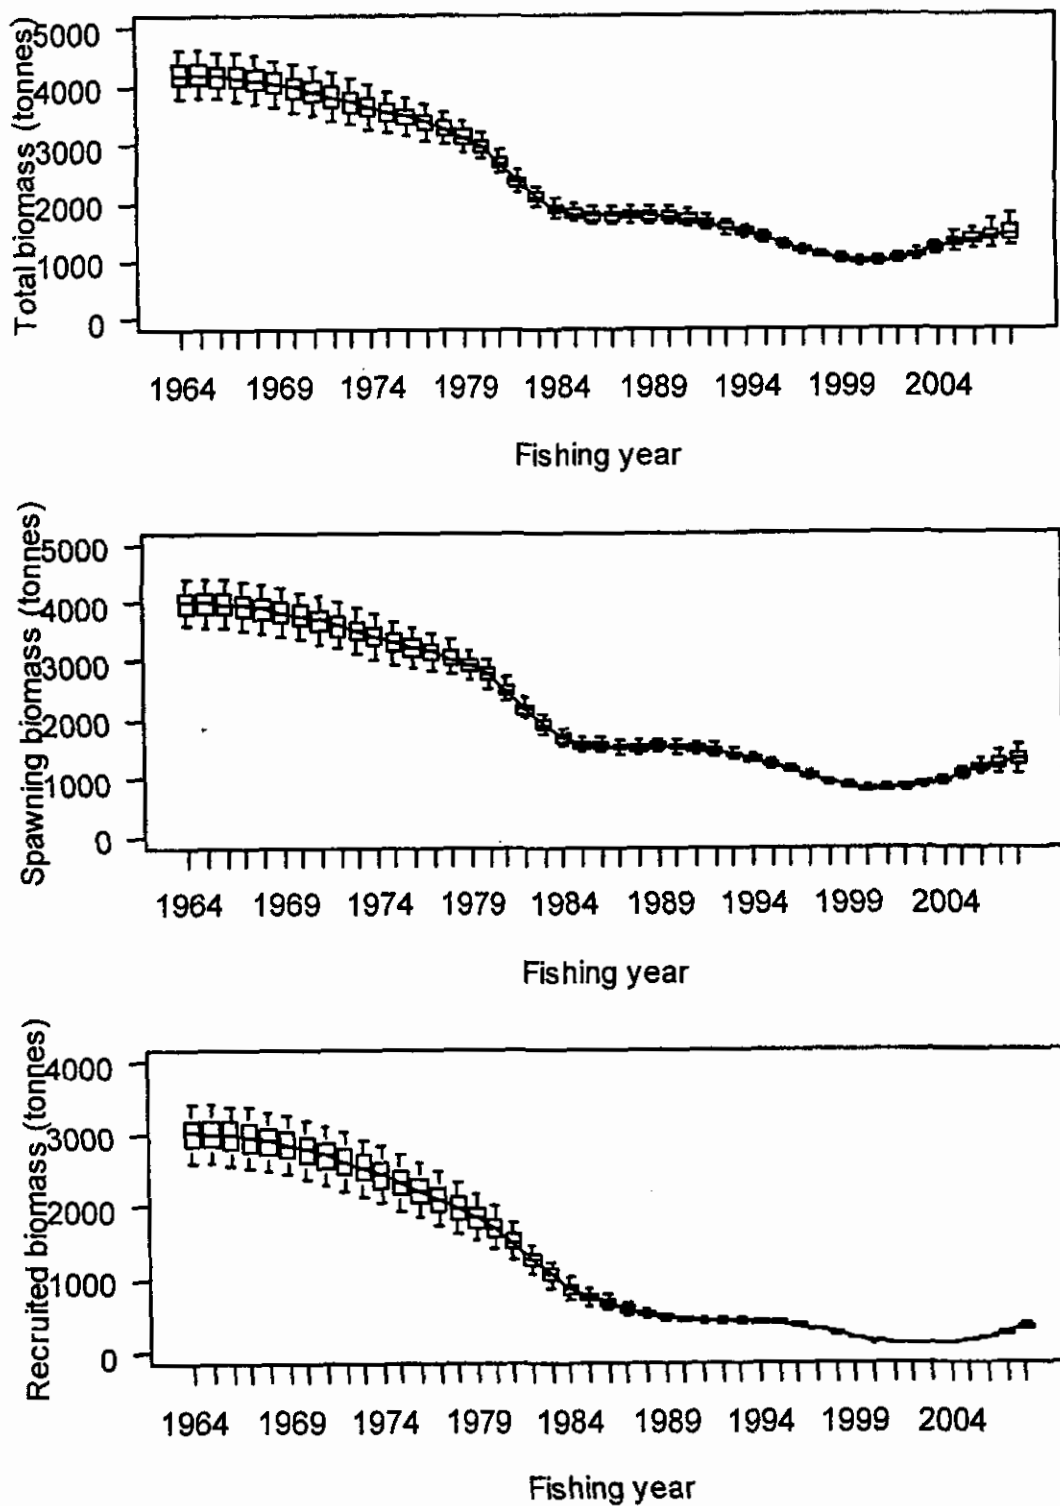 Total biomass (tonnes)
5000
4000
3000
2000
1000
0
1964 1969 1974 1979 1984 1989 1994 1999 2004
Fishing year
Spawning biomass (tonnes)
5000
4000
3000
2000
1000
0
1964 1969 1974 1979 1984 1989 1994 1999 2004
Fishing year
Recruited biomass (tonnes)
4000
3000
2000
1000
0
1964 1969 1974 1979 1984 1989 1994 1999 2004
Fishing year